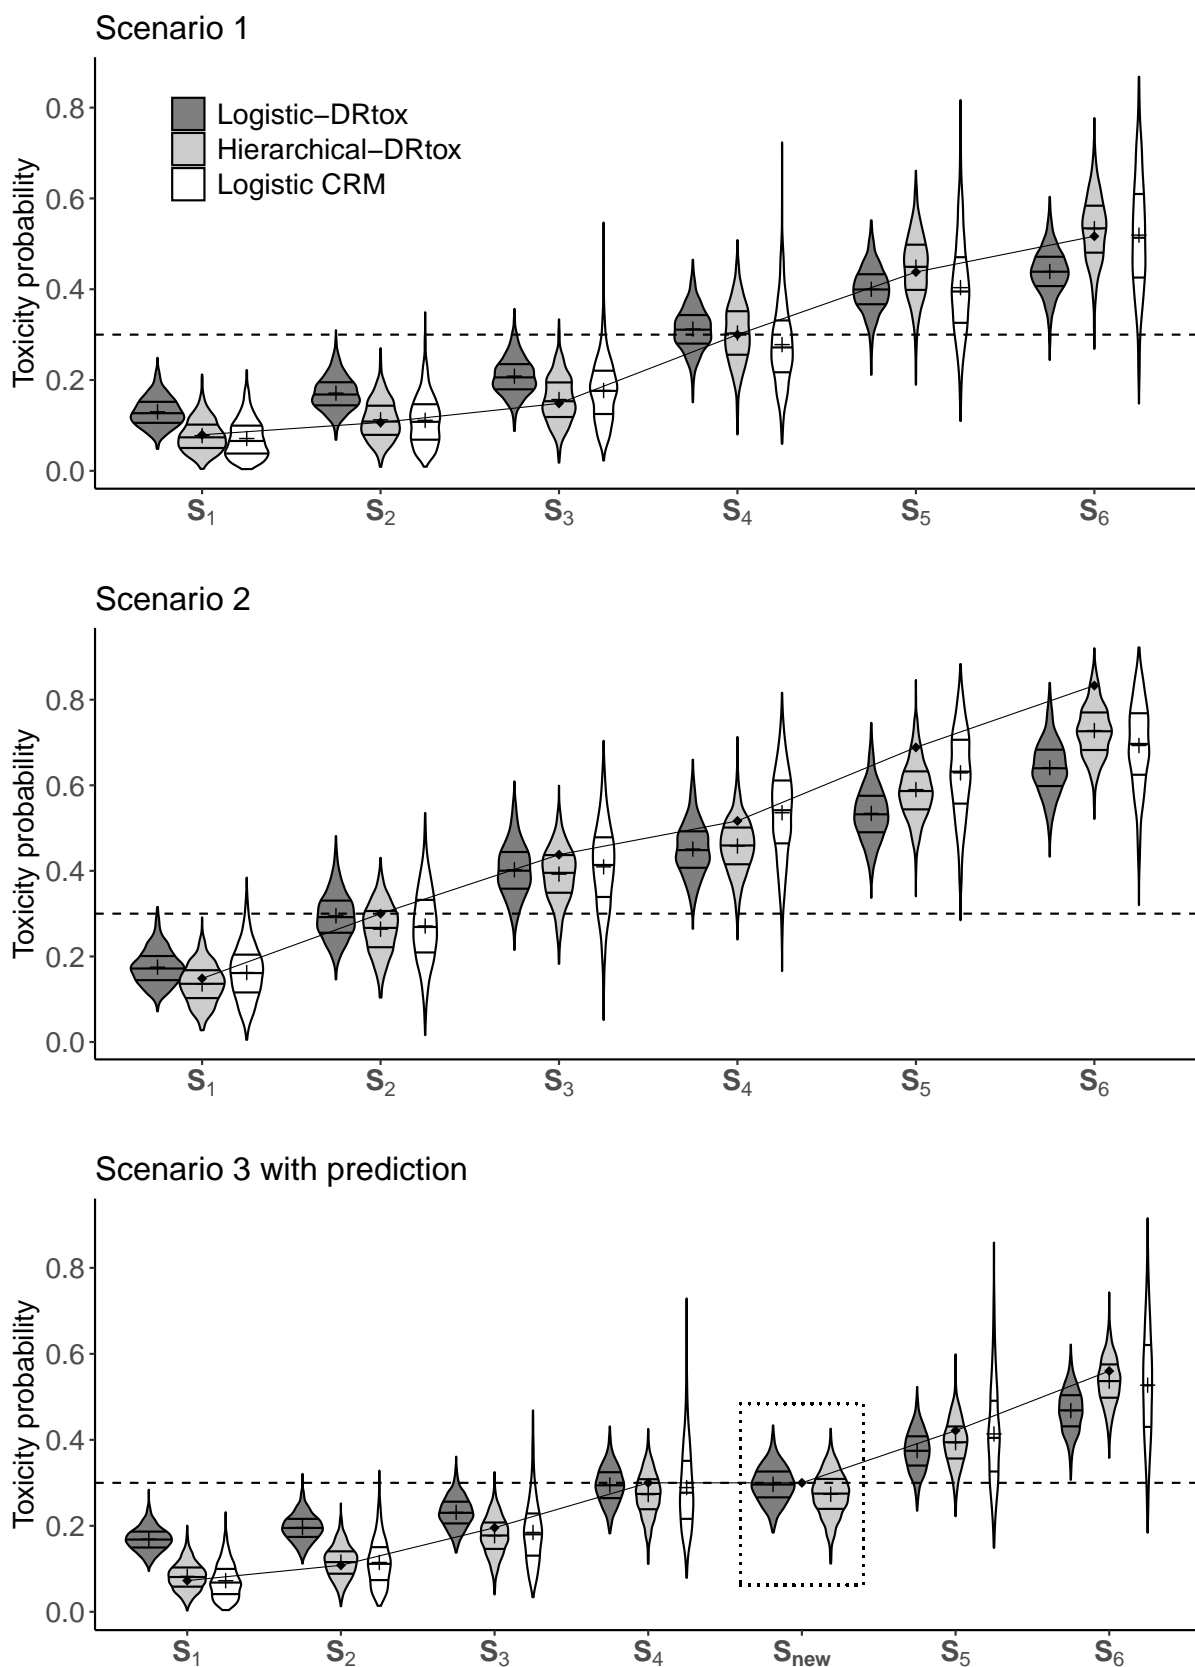 Scenario 1
Toxicity probability
0.8
0.6
0.4
0.2
0.0
Logistic−DRtox
Hierarchical−DRtox
Logistic CRM
S1 S2 S3 S4 S5 S6
Scenario 2
Toxicity probability
0.8
0.6
0.4
0.2
0.0
S1 S2 S3 S4 S5 S6
Scenario 3 with prediction
Toxicity probability
0.8
0.6
0.4
0.2
0.0
S1 S2 S3 S4 Snew S5 S6